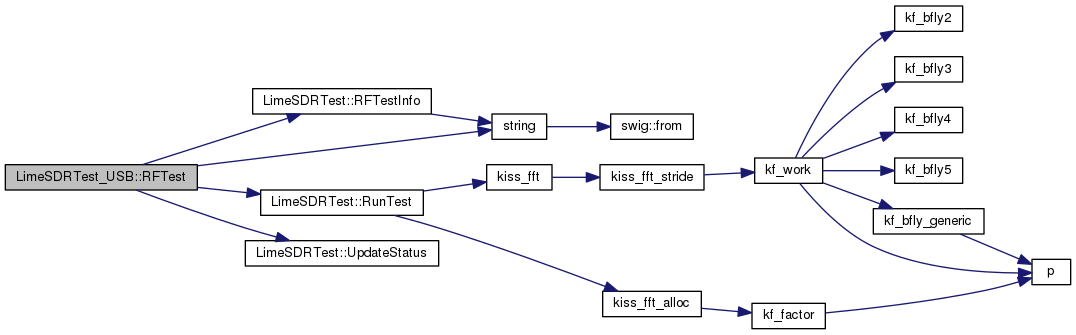 LimeSDRTest_USB::RFTest
LimeSDRTest::RFTestInfo
string
swig::from
LimeSDRTest::RunTest
kiss_fft
kiss_fft_stride
kf_work
kf_bfly2
kf_bfly3
kf_bfly4
kf_bfly5
kf_bfly_generic
p
kiss_fft_alloc
kf_factor
LimeSDRTest::UpdateStatus